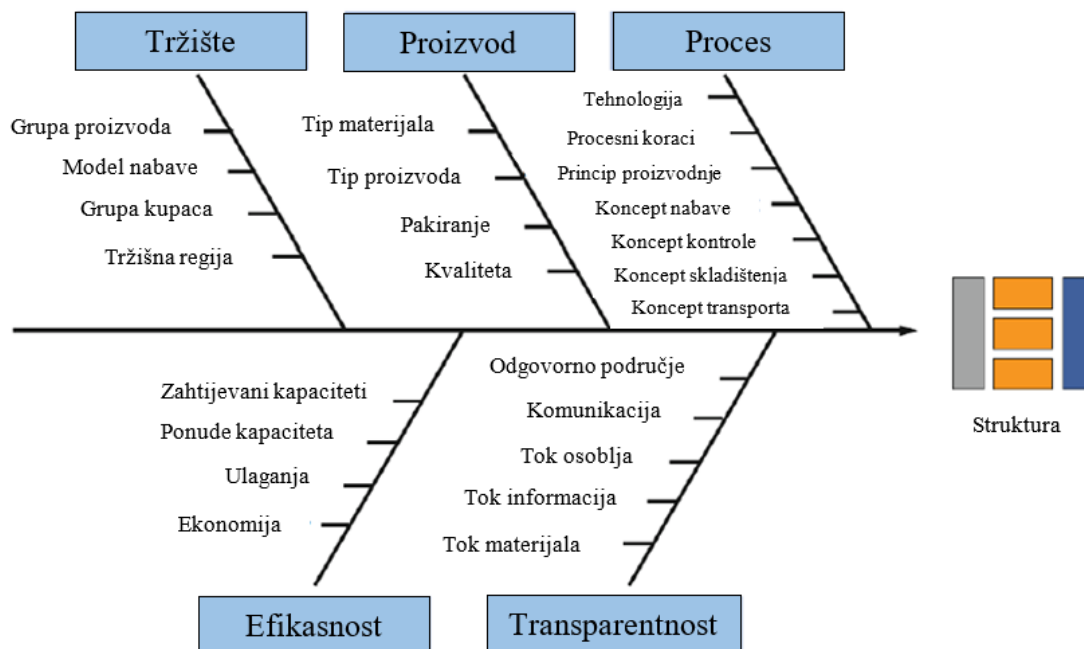 Tržište
Proizvod
Proces
Grupa proizvoda
Model nabave
Grupa kupaca
Tržišna regija
Tip materijala
Tip proizvoda
Pakiranje
Kvaliteta
Tehnologija
Procesni koraci
Princip proizvodnje
Koncept nabave
Koncept kontrole
Koncept skladištenja
Koncept transporta
Struktura
Zahtijevani kapaciteti
Ponude kapaciteta
Ulaganja
Ekonomija
Odgovorno područje
Komunikacija
Tok osoblja
Tok informacija
Tok materijala
Efikasnost
Transparentnost